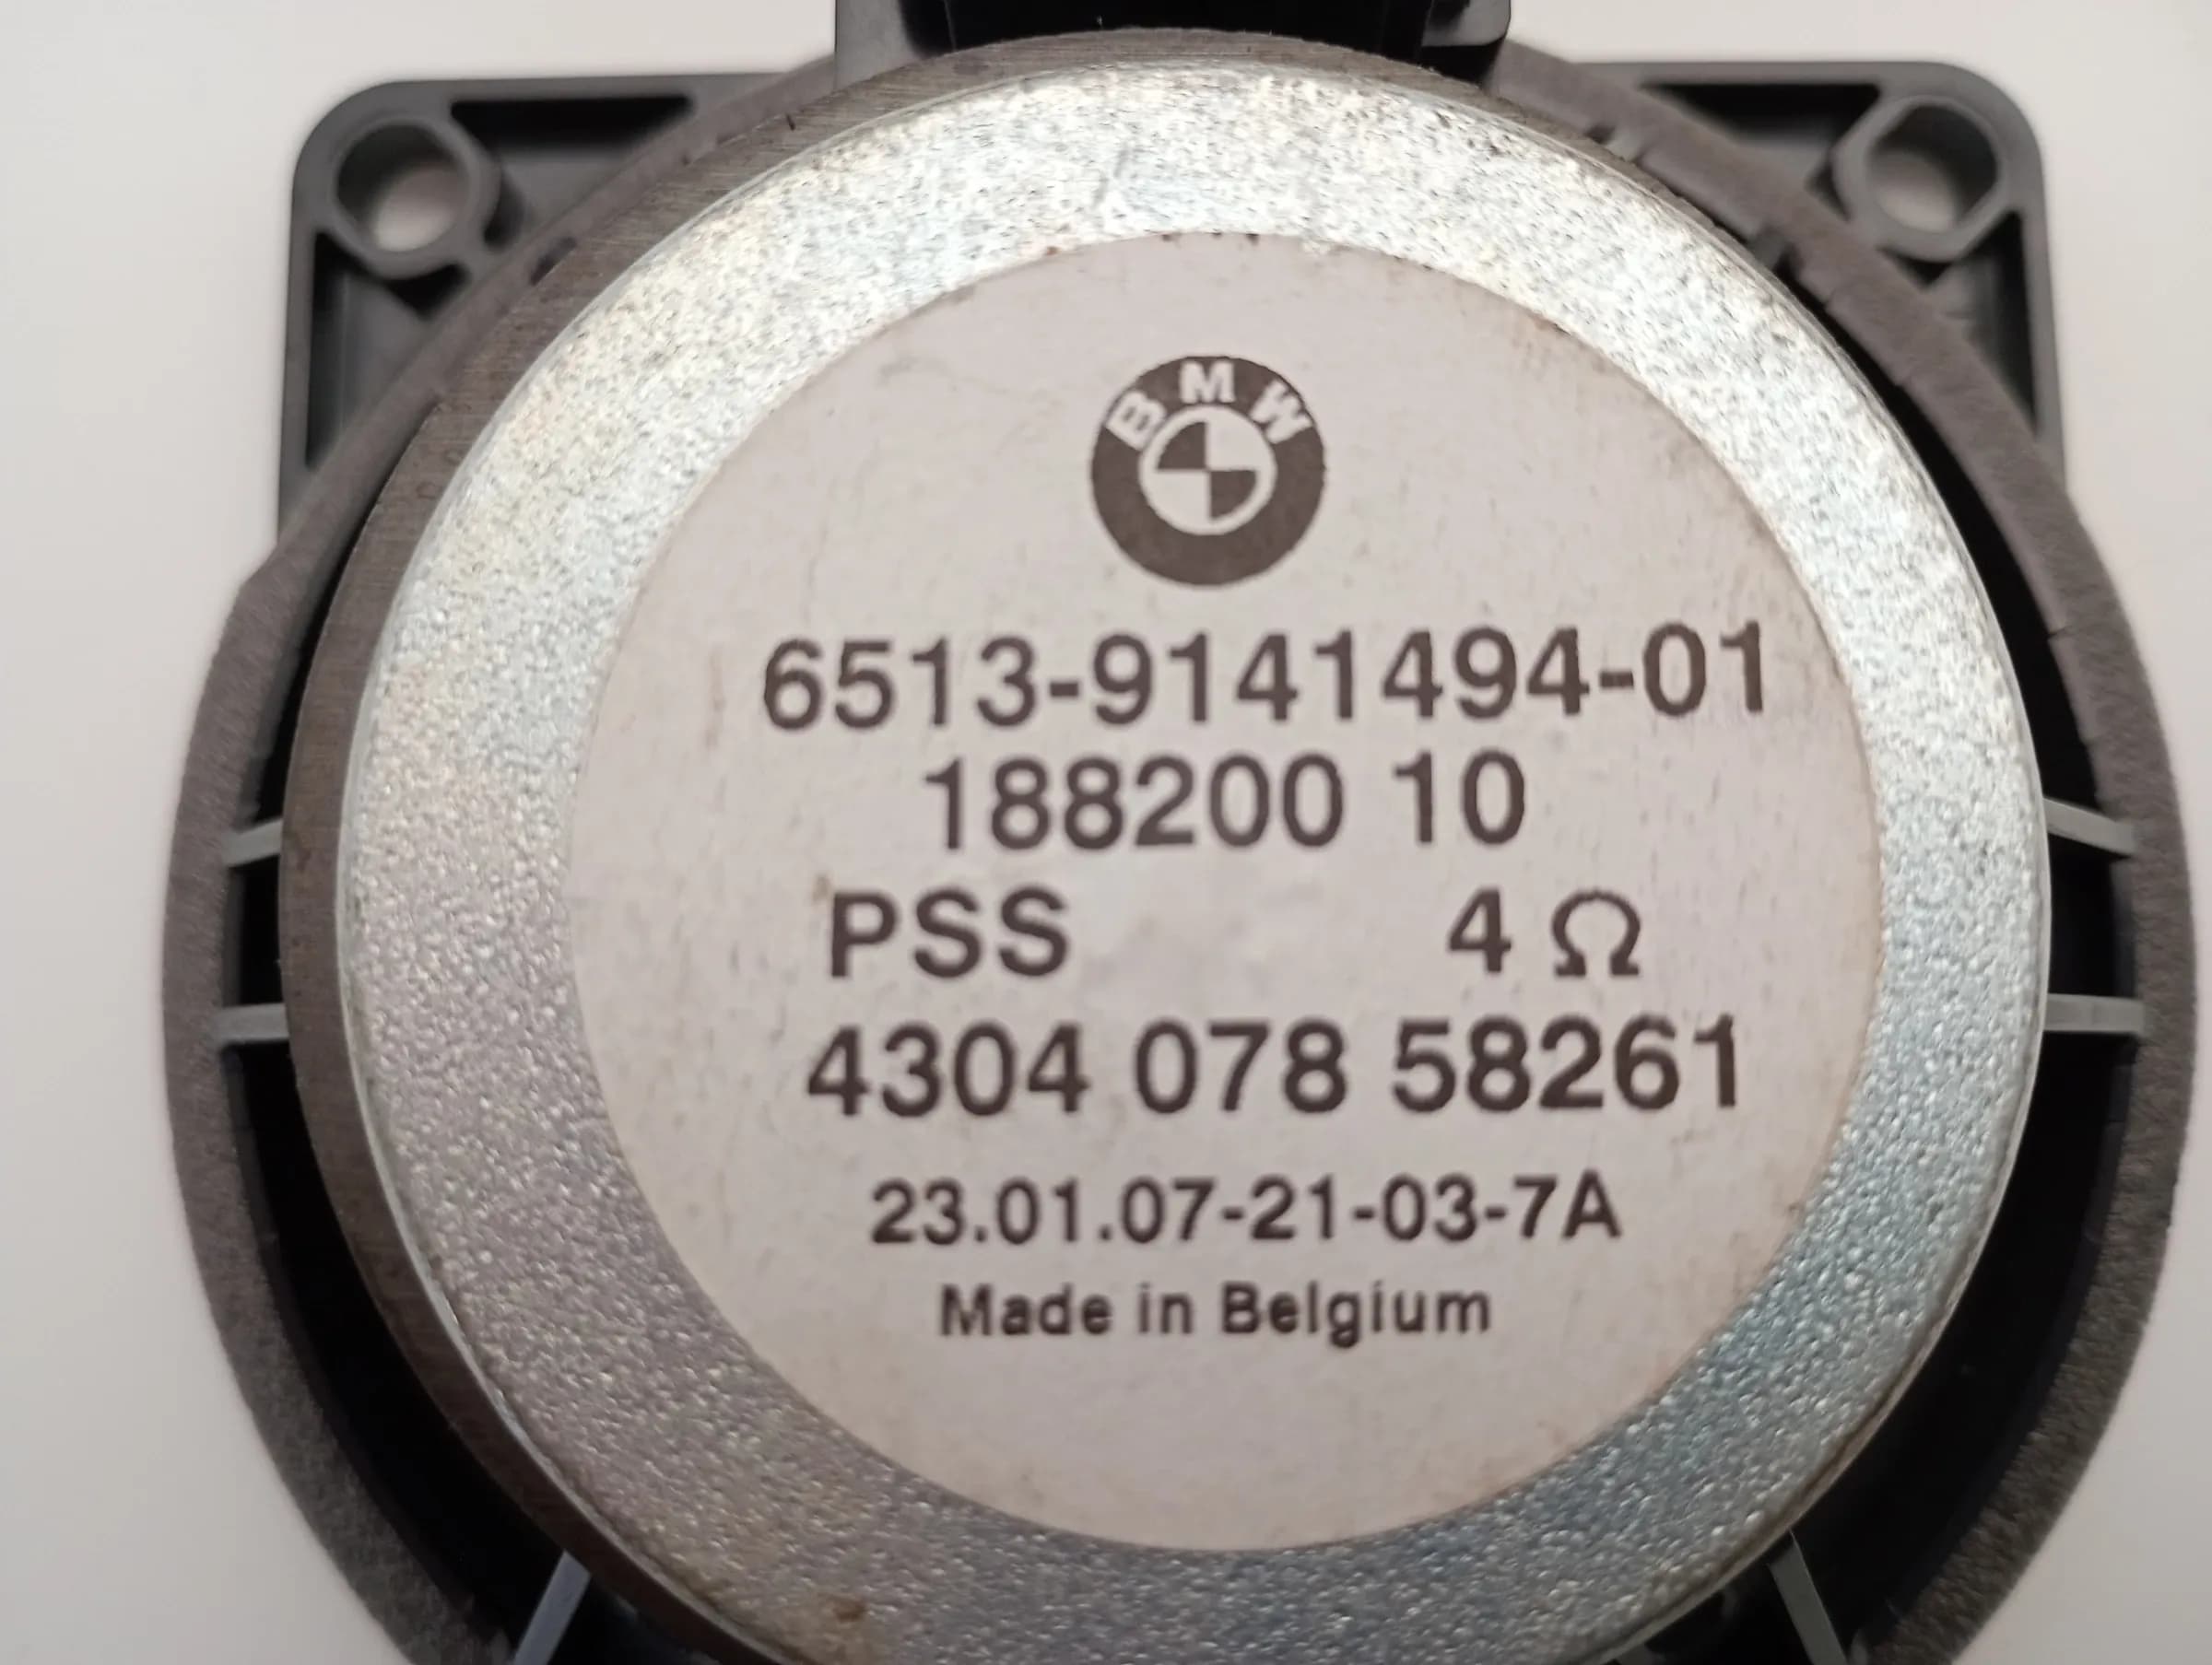 BMW
6513-9141494-01
188200 10
PSS 4 Ω
4304 078 58261
23.01.07-21-03-7A
Made in Belgium